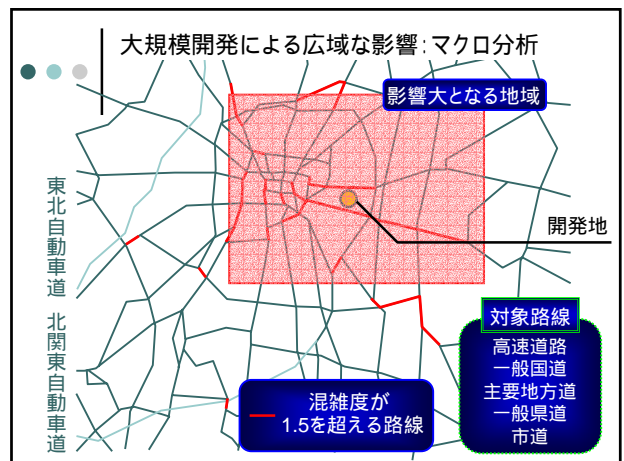 大規模開発による広域な影響:マクロ分析
影響大となる地域
東北自動車道
開発地
北関東自動車道
対象路線
高速道路
一般国道
主要地方道
一般県道
市道
混雑度が
1.5を超える路線